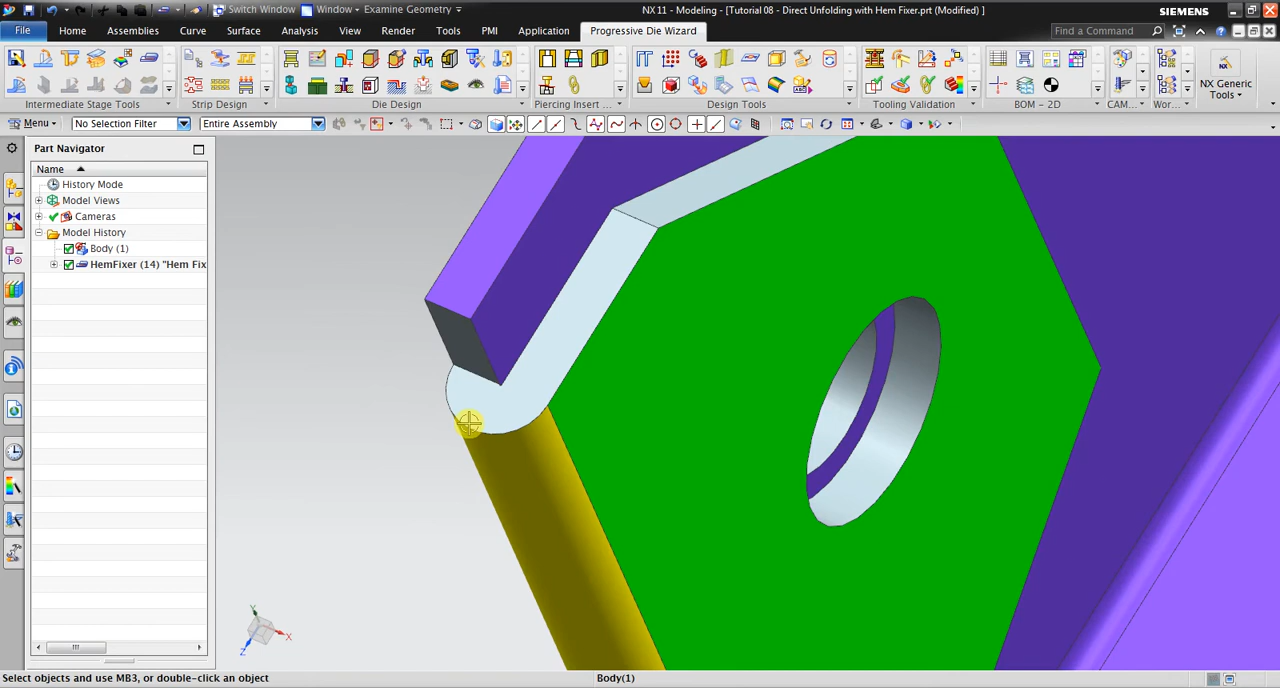 Switch Window Window Examine Geometry
NX 11 - Modeling - [Tutorial 08 - Direct Unfolding with Hem Fixer.prt (Modified) ]
SIEMENS
File Home Assemblies Curve Surface Analysis View Render Tools PMI Application Progressive Die Wizard
Find a Command
NX Generic
Tools
Intermediate Stage Tools Strip Design Die Design Piercing Insert ... Design Tools Tooling Validation BOM - 2D CAM... Wor...
Menu No Selection Filter Entire Assembly
Part Navigator
Name
History Mode
Model Views
Cameras
Model History
Body (1)
HemFixer (14) "Hem Fix
Y
X
Z
Select objects and use MB3, or double-click an object
Body(1)